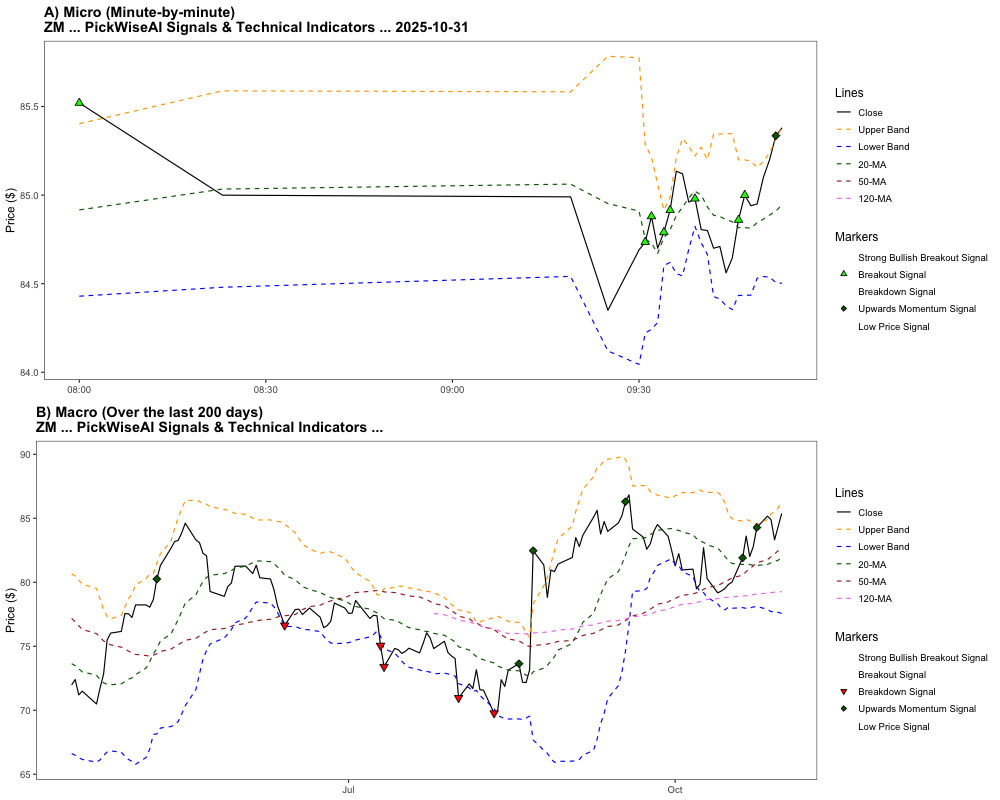 A) Micro (Minute-by-minute)
ZM ... PickWiseAI Signals & Technical Indicators ... 2025-10-31
Price ($)
85.5
85.0
84.5
84.0
08:00
08:30
09:00
09:30
Lines
Close
Upper Band
Lower Band
20-MA
50-MA
120-MA
Markers
Strong Bullish Breakout Signal
Breakout Signal
Breakdown Signal
Upwards Momentum Signal
Low Price Signal
B) Macro (Over the last 200 days)
ZM ... PickWiseAI Signals & Technical Indicators ...
Price ($)
90
85
80
75
70
65
Jul
Oct
Lines
Close
Upper Band
Lower Band
20-MA
50-MA
120-MA
Markers
Strong Bullish Breakout Signal
Breakout Signal
Breakdown Signal
Upwards Momentum Signal
Low Price Signal